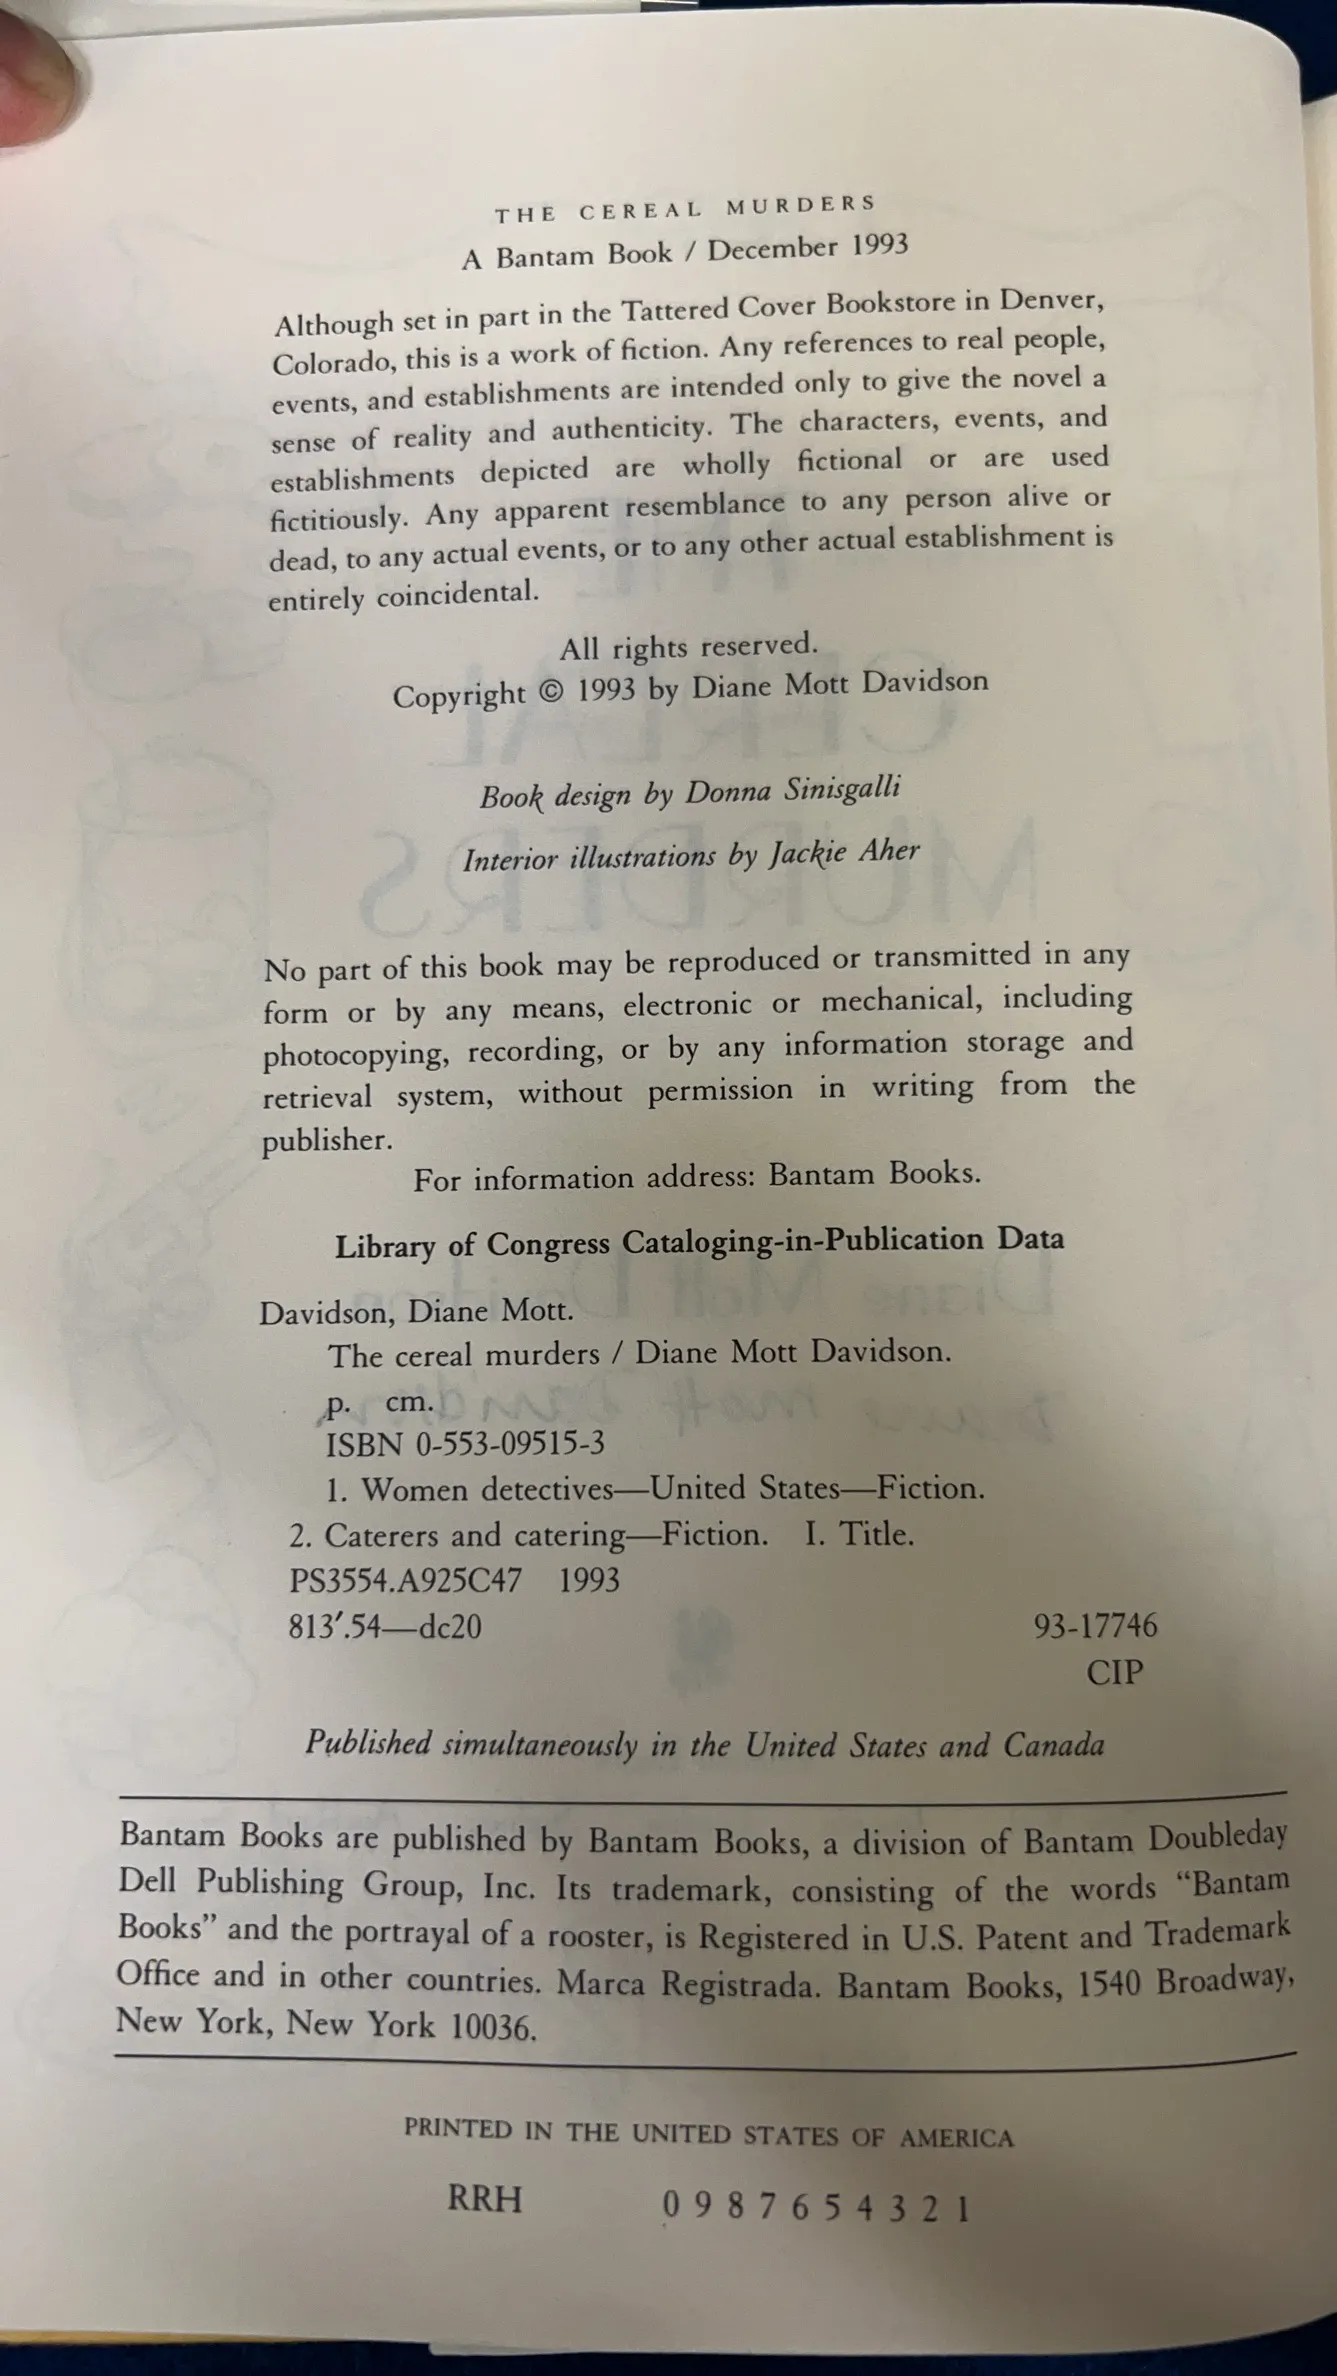 THE CEREAL MURDERS
A Bantam Book / December 1993
Although set in part in the Tattered Cover Bookstore in Denver,
Colorado, this is a work of fiction. Any references to real people,
events, and establishments are intended only to give the novel a
sense of reality and authenticity. The characters, events, and
establishments depicted are wholly fictional or are used
fictitiously. Any apparent resemblance to any person alive or
dead, to any actual events, or to any other actual establishment is
entirely coincidental.
All rights reserved.
Copyright © 1993 by Diane Mott Davidson
Book design by Donna Sinisgalli
Interior illustrations by Jackie Aher
No part of this book may be reproduced or transmitted in any
form or by any means, electronic or mechanical, including
photocopying, recording, or by any information storage and
retrieval system, without permission in writing from the
publisher.
For information address: Bantam Books.
Library of Congress Cataloging-in-Publication Data
Davidson, Diane Mott.
The cereal murders / Diane Mott Davidson.
p. cm.
ISBN 0-553-09515-3
1. Women detectives—United States—Fiction.
2. Caterers and catering—Fiction. I. Title.
PS3554.A925C47 1993
813′.54—dc20 93-17746
CIP
Published simultaneously in the United States and Canada
Bantam Books are published by Bantam Books, a division of Bantam Doubleday
Dell Publishing Group, Inc. Its trademark, consisting of the words “Bantam
Books” and the portrayal of a rooster, is Registered in U.S. Patent and Trademark
Office and in other countries. Marca Registrada. Bantam Books, 1540 Broadway,
New York, New York 10036.
PRINTED IN THE UNITED STATES OF AMERICA
RRH 0 9 8 7 6 5 4 3 2 1